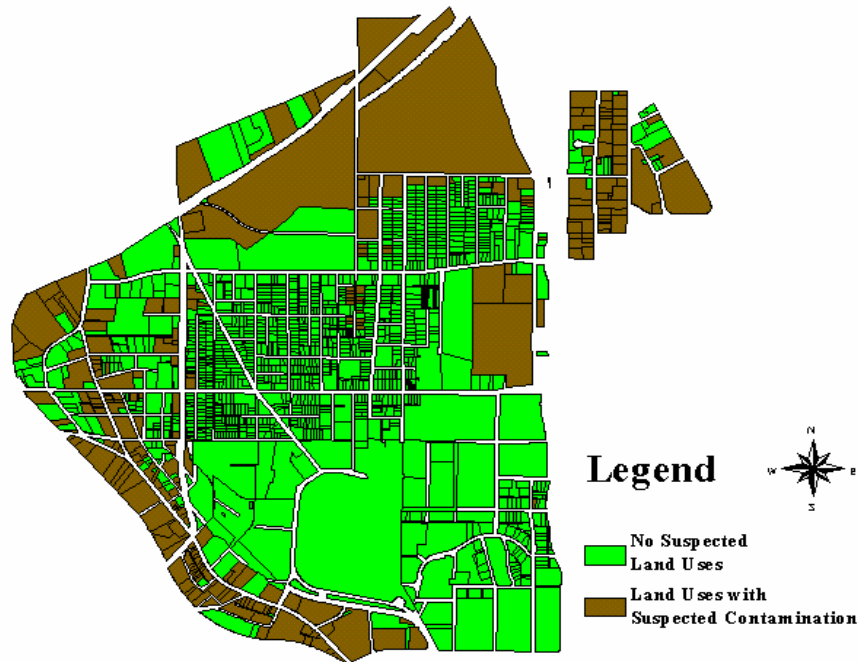 N
Legend
W E
S
No Suspected
Land Uses
Land Uses with
Suspected Contamination